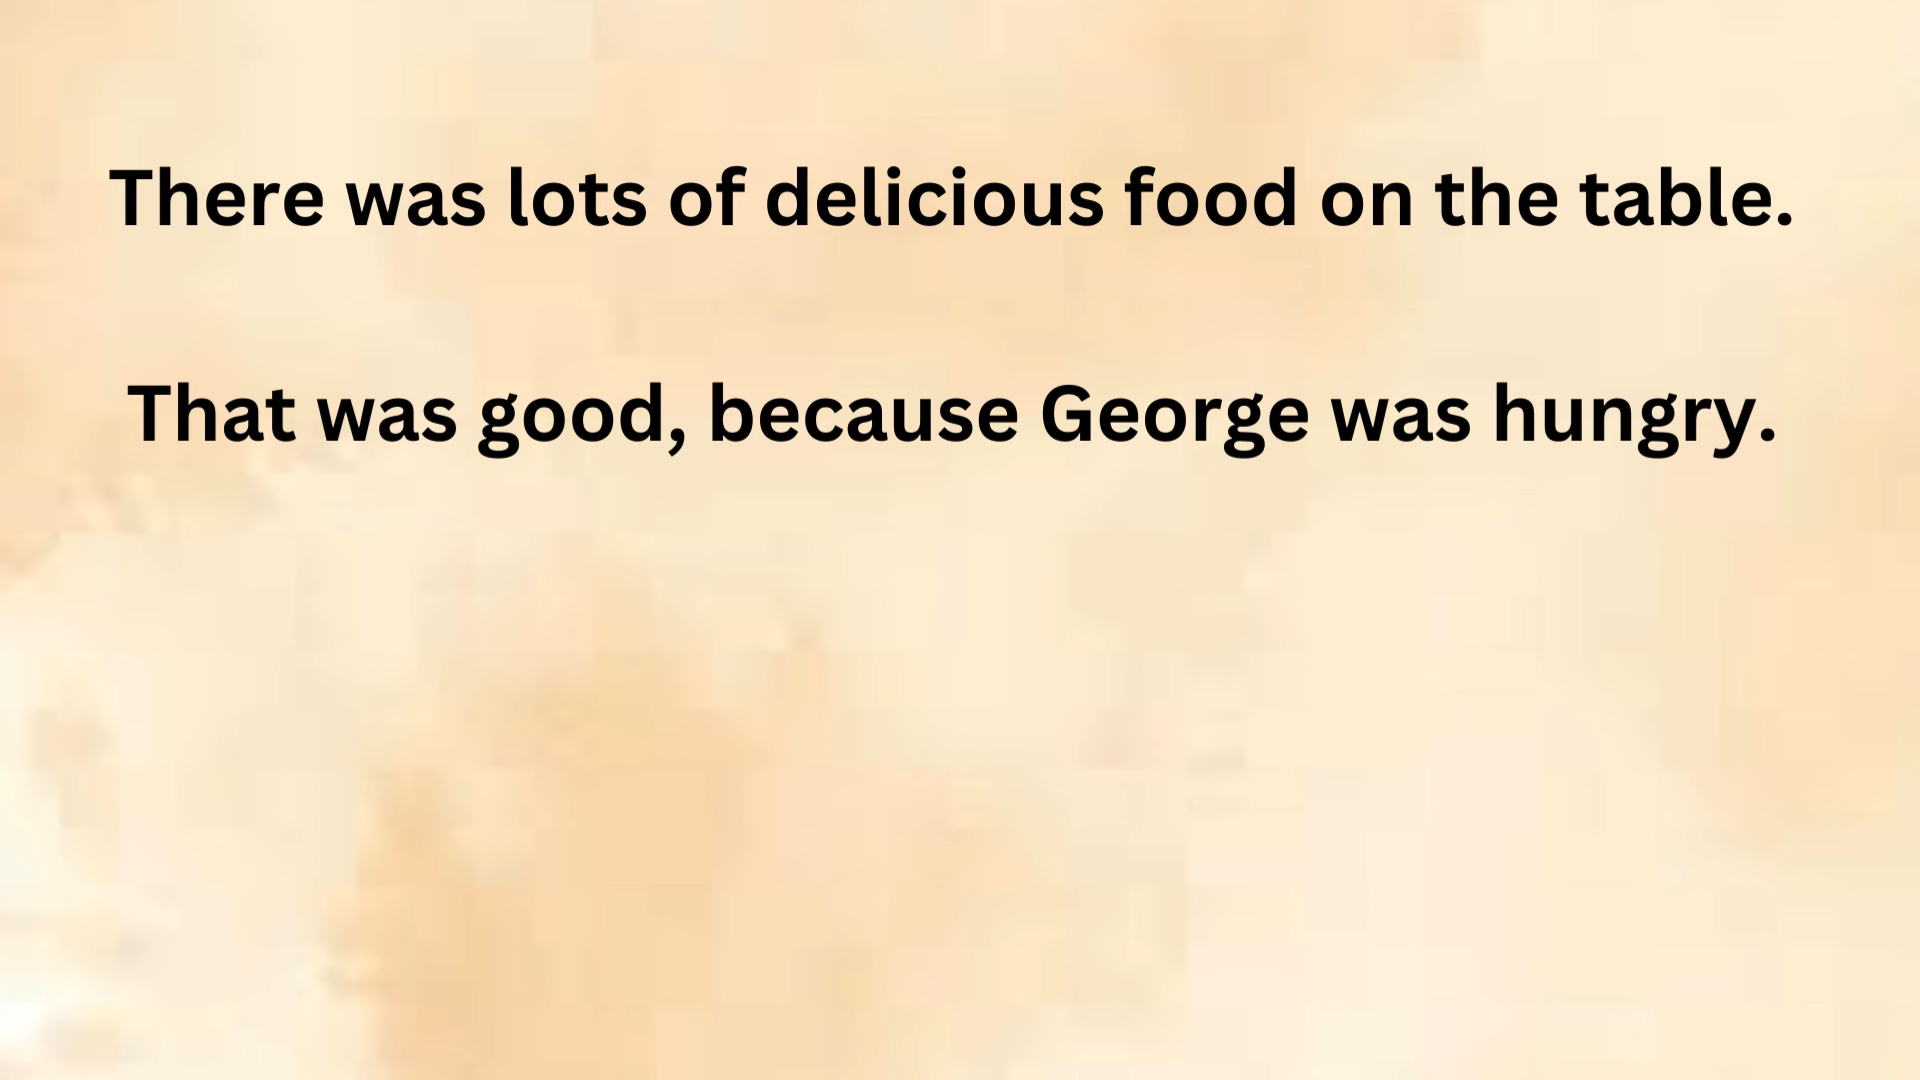 There was lots of delicious food on the table.
That was good, because George was hungry.